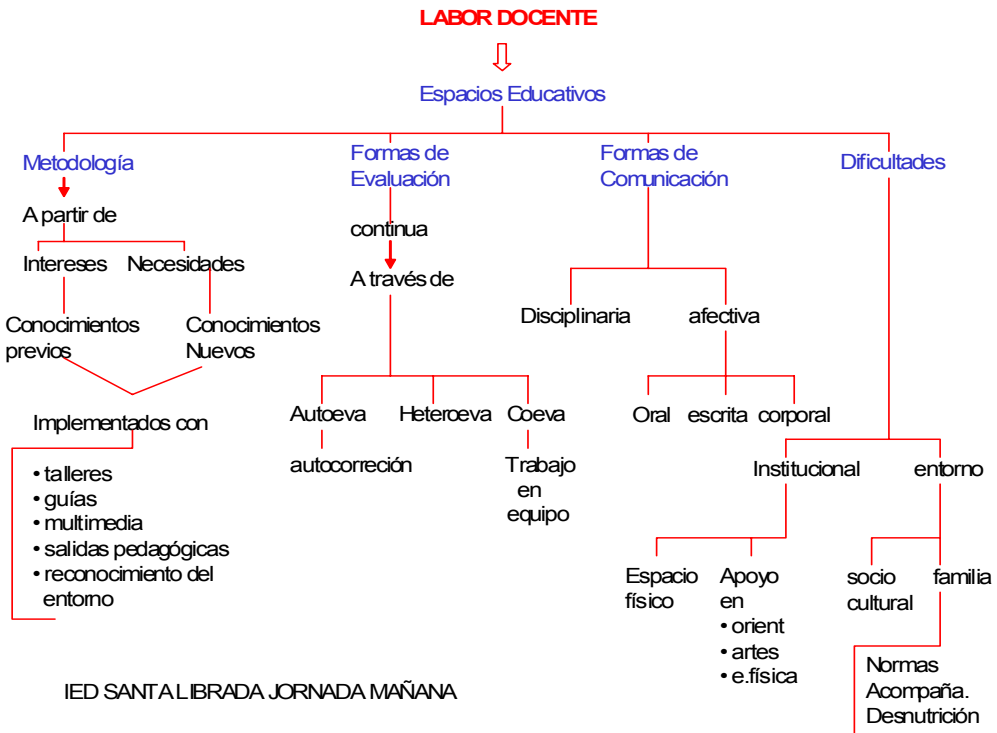 LABOR DOCENTE
Espacios Educativos
Metodología
A partir de
Intereses Necesidades
Conocimientos
previos
Conocimientos
Nuevos
Implementados con
• talleres
• guías
• multimedia
• salidas pedagógicas
• reconocimiento del
entorno
Formas de
Evaluación
continua
A través de
Autoeva Heteroeva Coeva
autocorreción
Trabajo
en
equipo
Formas de
Comunicación
Disciplinaria afectiva
Oral escrita corporal
Dificultades
Institucional entorno
Espacio
físico
Apoyo
en
• orient
• artes
• e.física
socio
cultural
familia
Normas
Acompaña.
Desnutrición
IED SANTA LIBRADA JORNADA MAÑANA